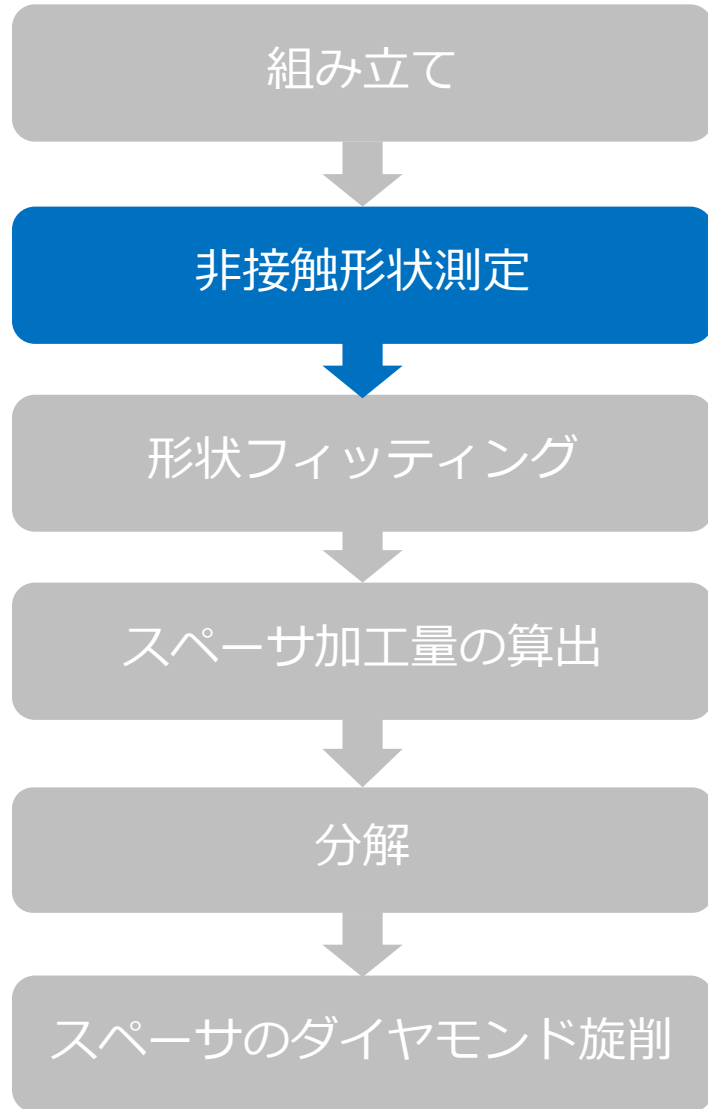 組み立て
非接触形状測定
形状フィッティング
スペーサ加工量の算出
分解
スペーサのダイヤモンド旋削